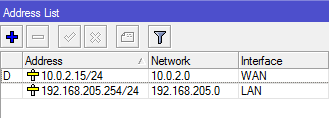 Address List
Address Network Interface
D 10.0.2.15/24 10.0.2.0 WAN
192.168.205.254/24 192.168.205.0 LAN